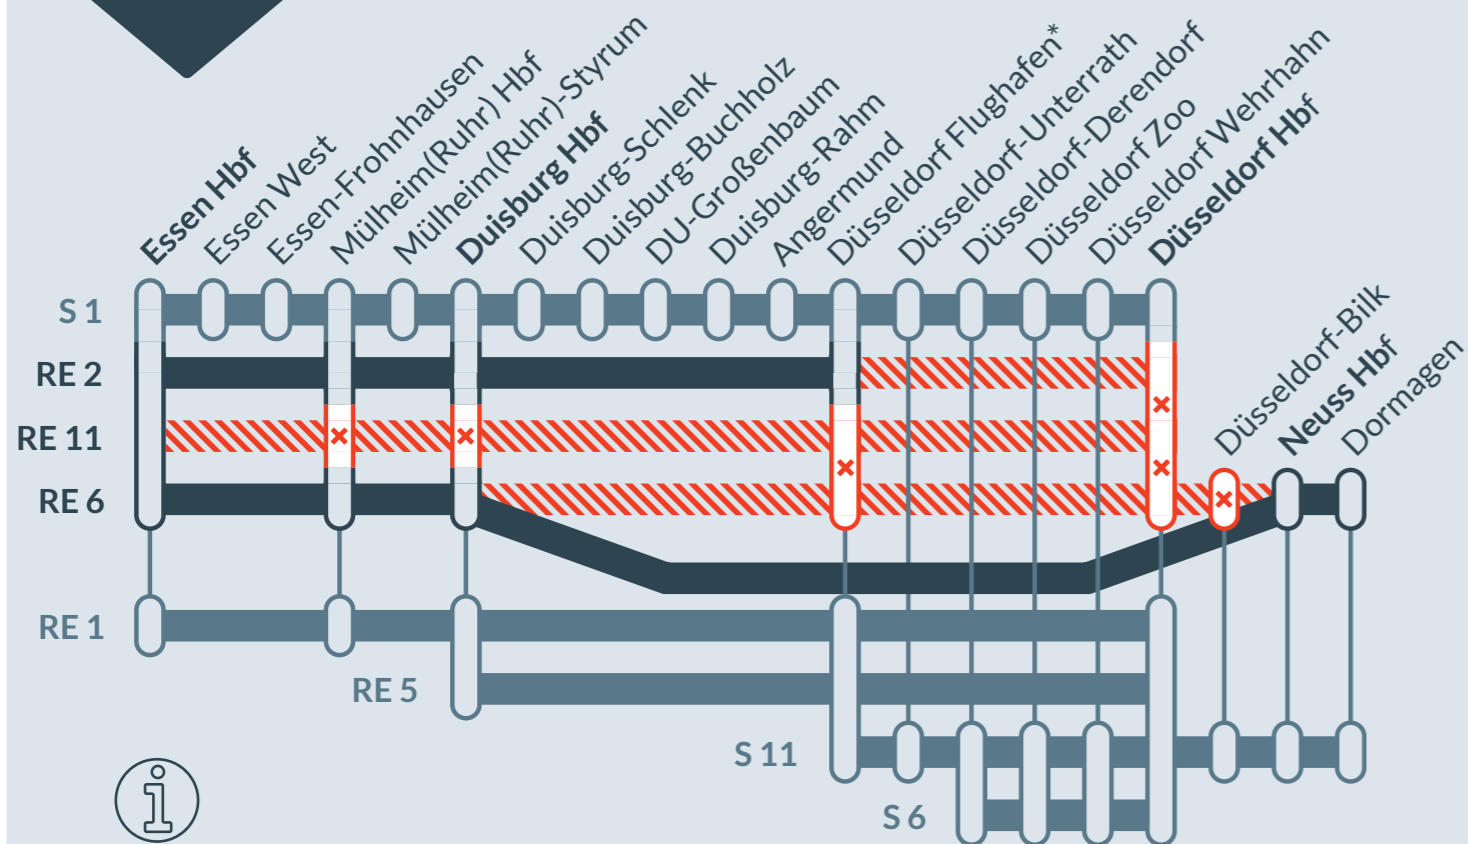 Essen Hbf
Essen West
Essen-Frohnhausen
Mülheim(Ruhr) Hbf
Mülheim(Ruhr)-Styrum
Duisburg Hbf
Duisburg-Schlenk
Duisburg-Buchholz
DU-Großenbaum
Duisburg-Rahm
Angermund
Düsseldorf Flughafen*
Düsseldorf-Unterrath
Düsseldorf-Derendorf
Düsseldorf Zoo
Düsseldorf Wehrhahn
Düsseldorf Hbf
Düsseldorf-Bilk
Neuss Hbf
Dormagen
S 1
RE 2
RE 11
RE 6
RE 1
RE 5
S 11
S 6